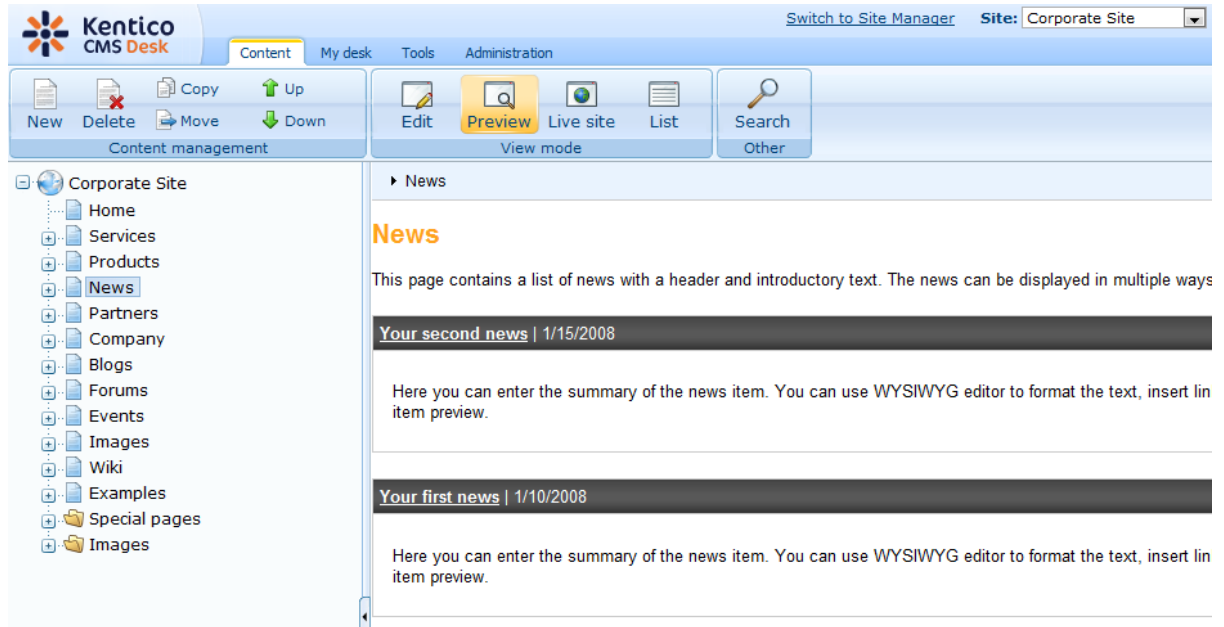 Kentico
CMS Desk
Switch to Site Manager Site: Corporate Site
Content My desk Tools Administration
New Delete Copy Move Up Down
Content management
Edit Preview Live site List
View mode
Search
Other
Corporate Site
Home
Services
Products
News
Partners
Company
Blogs
Forums
Events
Images
Wiki
Examples
Special pages
Images
News
News
This page contains a list of news with a header and introductory text. The news can be displayed in multiple ways
Your second news | 1/15/2008
Here you can enter the summary of the news item. You can use WYSIWYG editor to format the text, insert lin
item preview.
Your first news | 1/10/2008
Here you can enter the summary of the news item. You can use WYSIWYG editor to format the text, insert lin
item preview.